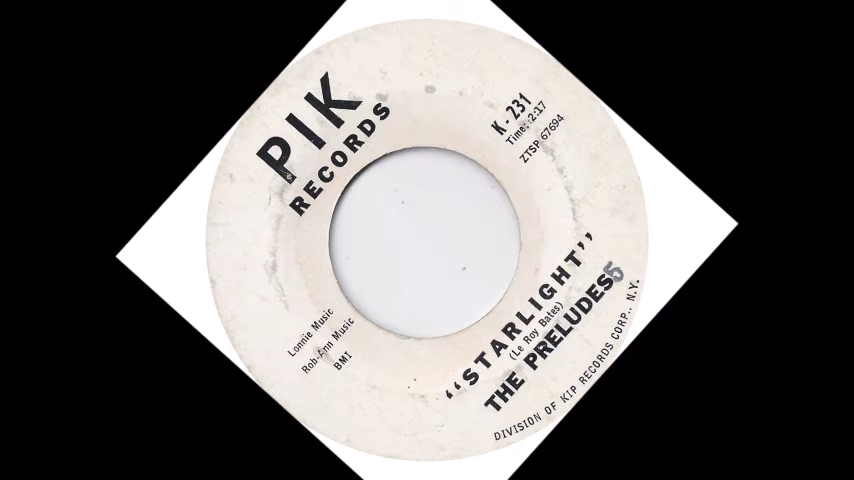 PIK
RECORDS
K-231
Time: 2:17
ZTSP 67694
Lonnie Music
Rob-Ann Music
BMI
"STARLIGHT"
(Le Roy Bates)
THE PRELUDES5
DIVISION OF KIP RECORDS CORP., N.Y.